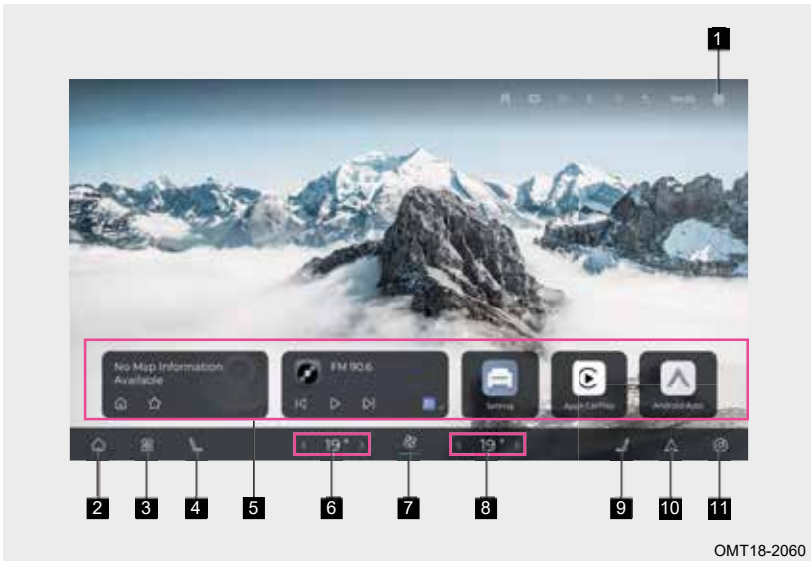 1
No Map Information
Available
FM 90.6
Setting
Apple CarPlay
Android Auto
19 °
19 °
2
3
4
5
6
7
8
9
10
11
OMT18-2060